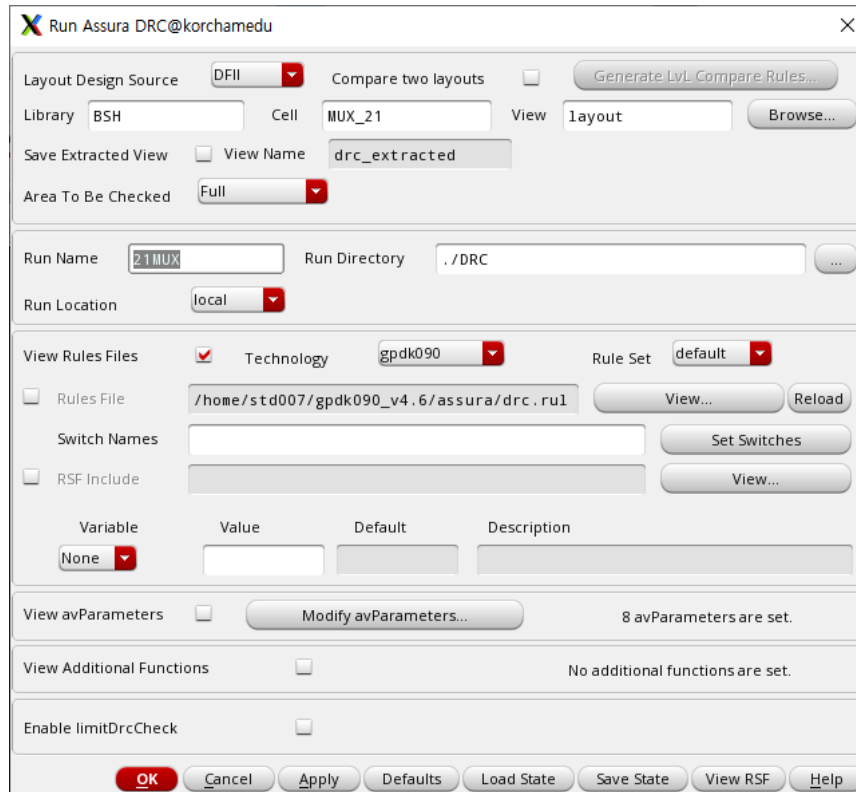 Run Assura DRC@korchamedu
Layout Design Source DFII Compare two layouts Generate LvL Compare Rules...
Library BSH Cell MUX_21 View layout Browse...
Save Extracted View View Name drc_extracted
Area To Be Checked Full
Run Name 21MUX Run Directory ./DRC ...
Run Location local
View Rules Files Technology gpdk090 Rule Set default
Rules File /home/std007/gpdk090_v4.6/assura/drc.rul View... Reload
Switch Names Set Switches
RSF Include View...
Variable Value Default Description
None
View avParameters Modify avParameters... 8 avParameters are set.
View Additional Functions No additional functions are set.
Enable limitDrcCheck
OK Cancel Apply Defaults Load State Save State View RSF Help